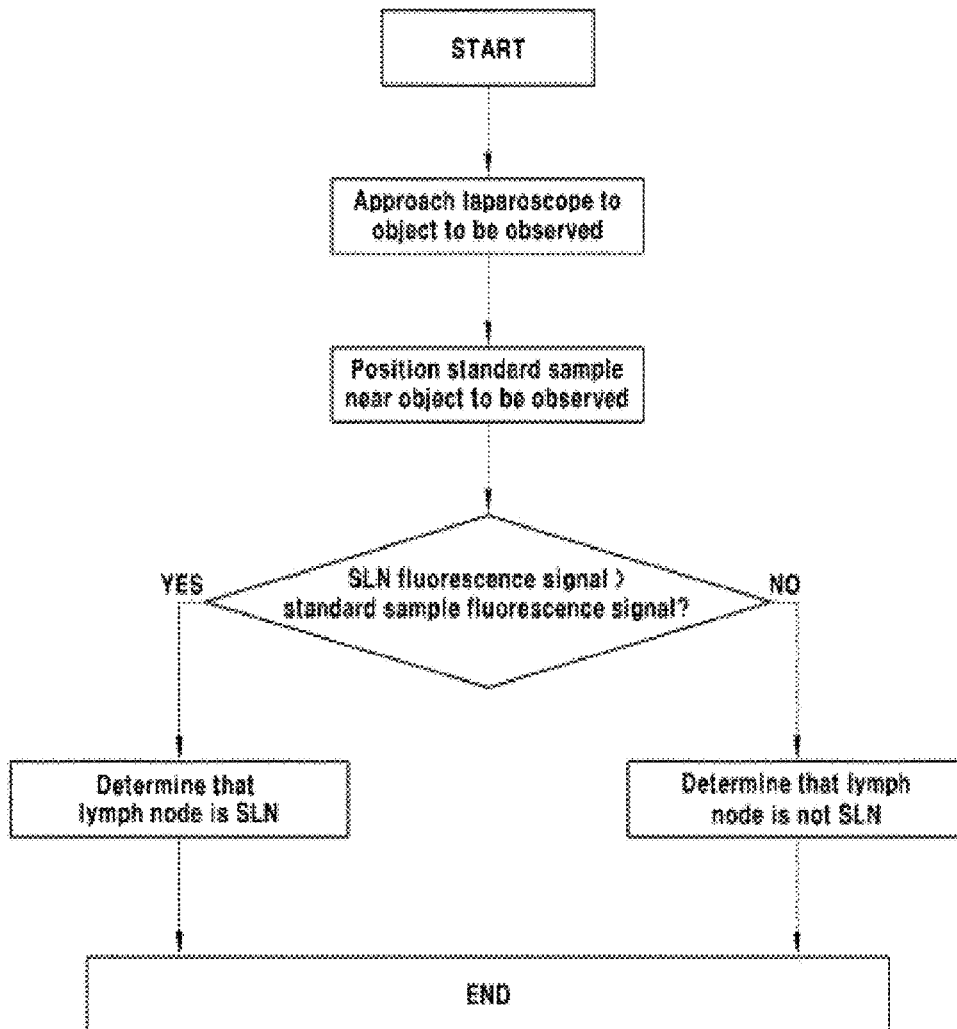 START
Approach laparoscope to
object to be observed
Position standard sample
near object to be observed
SLN fluorescence signal >
standard sample fluorescence signal?
YES
NO
Determine that
lymph node is SLN
Determine that lymph
node is not SLN
END